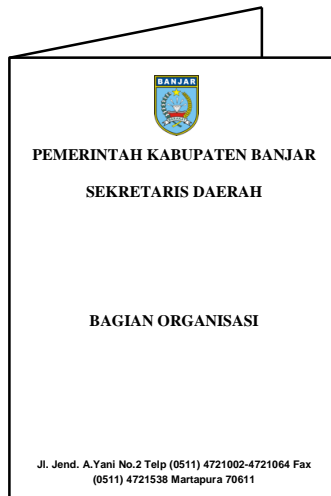 BANJAR
PEMERINTAH KABUPATEN BANJAR
SEKRETARIS DAERAH
BAGIAN ORGANISASI
Jl. Jend. A.Yani No.2 Telp (0511) 4721002-4721064 Fax
(0511) 4721538 Martapura 70611